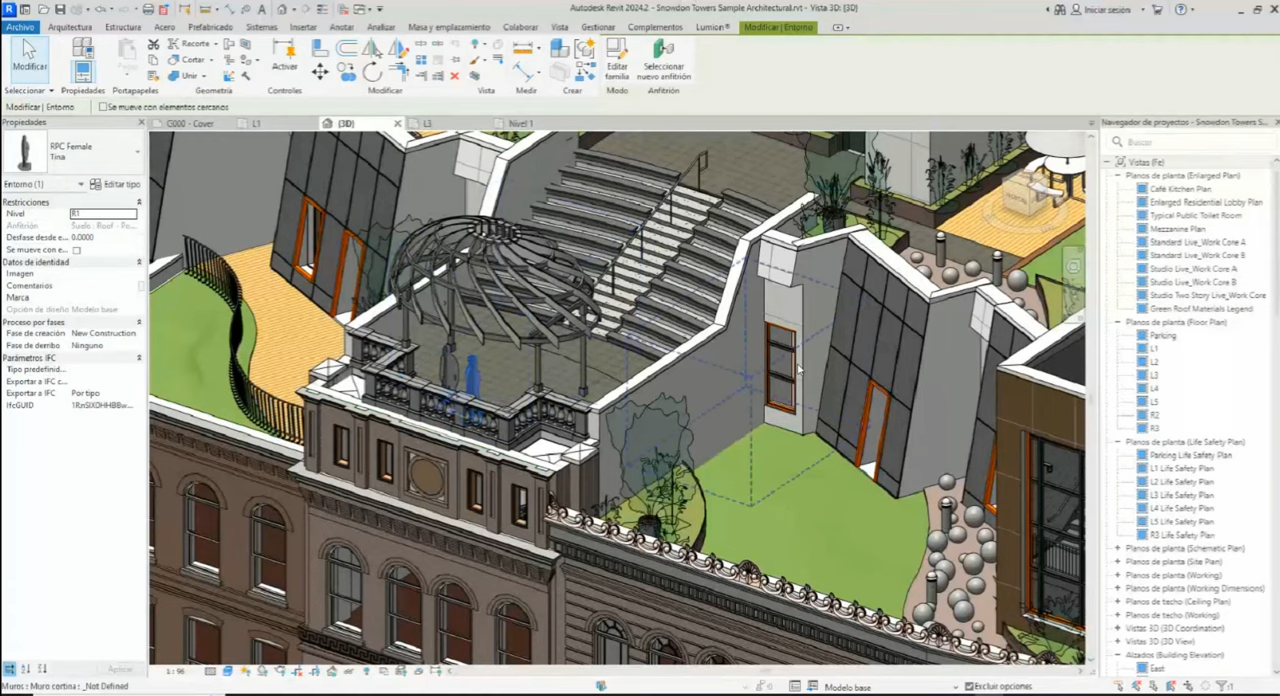 Autodesk Revit 2024.2 - Snowdon Towers Sample Architectural.rvt - Vista 3D: {3D}
Iniciar sesión
Archivo Arquitectura Estructura Acero Prefabricado Sistemas Insertar Anotar Analizar Masa y emplazamiento Colaborar Vista Gestionar Complementos Lumion® Modificar | Entorno
Recorte
Cortar
Unir
Modificar
Propiedades
Pegar
Activar
Editar familia
Seleccionar nuevo anfitrión
Seleccionar Propiedades Portapapeles Geometría Controles Modificar Vista Medir Crear Modo Anfitrión
Modificar | Entorno
Se mueve con elementos cercanos
Propiedades
G000 - Cover
L1
{3D}
L3
Nivel 1
Navegador de proyectos - Snowdon Towers S...
RPC Female
Tina
Entorno (1)
Editar tipo
Restricciones
Nivel R1
Anfitrión Suelo : Roof - Po...
Desfase desde e... 0.0000
Se mueve con e...
Datos de identidad
Imagen
Comentarios
Marca
Opción de diseño Modelo base
Proceso por fases
Fase de creación New Construction
Fase de derribo Ninguno
Parámetros IFC
Tipo predefinid...
Exportar a IFC c...
Exportar a IFC Por tipo
IfcGUID
Aplicar
Buscar
Vistas (Fe)
Planos de planta (Enlarged Plan)
Café Kitchen Plan
Enlarged Residential Lobby Plan
Typical Public Toilet Room
Mezzanine Plan
Standard Live_Work Core A
Standard Live_Work Core B
Studio Live_Work Core A
Studio Live_Work Core B
Studio Two Story Live_Work Core
Green Roof Materials Legend
Planos de planta (Floor Plan)
Parking
L1
L2
L3
L4
L5
R2
R3
Planos de planta (Life Safety Plan)
Parking Life Safety Plan
L1 Life Safety Plan
L2 Life Safety Plan
L3 Life Safety Plan
L4 Life Safety Plan
L5 Life Safety Plan
R3 Life Safety Plan
Planos de planta (Schematic Plan)
Planos de planta (Site Plan)
Planos de planta (Working)
Planos de planta (Working Dimensions)
Planos de techo (Ceiling Plan)
Planos de techo (Working)
Vistas 3D (3D Coordination)
Vistas 3D (3D View)
Alzados (Building Elevation)
East
1 : 96
Muros : Muro cortina : _Not Defined
Modelo base
Excluir opciones
:1